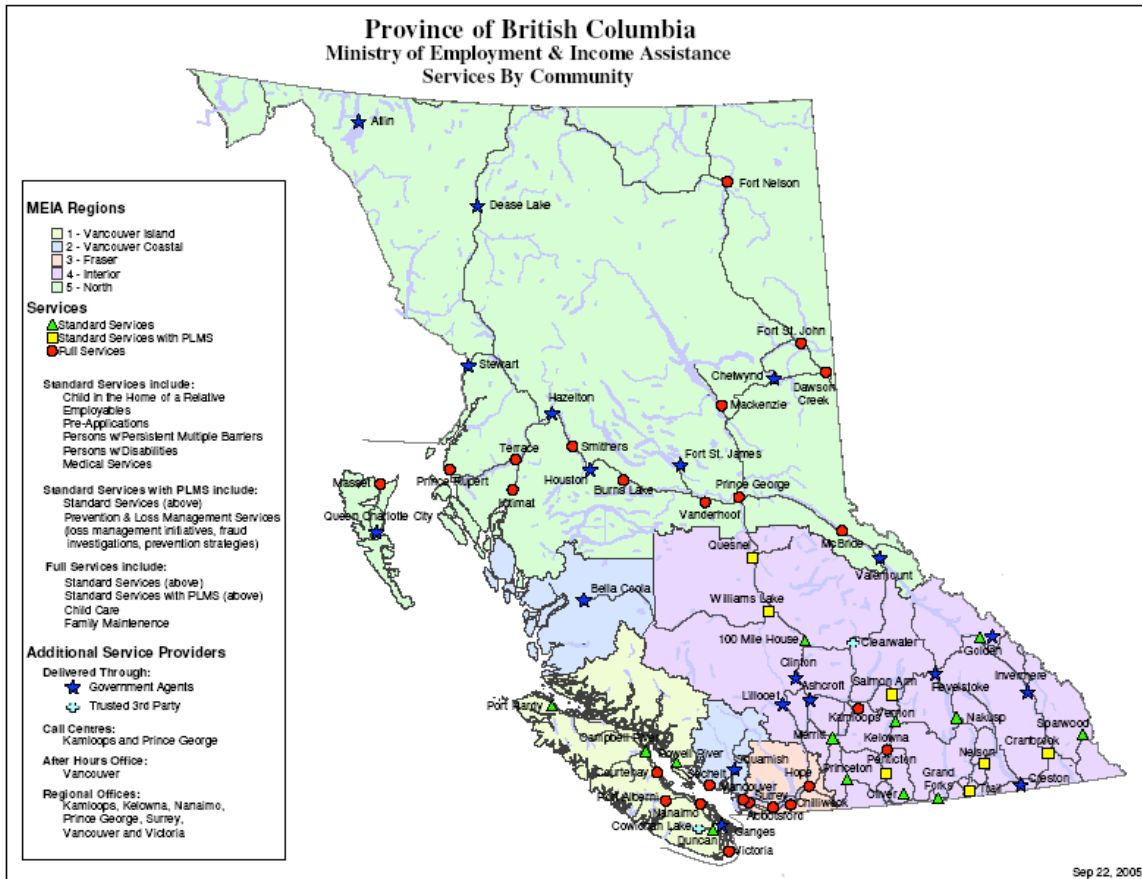 Province of British Columbia
Ministry of Employment & Income Assistance
Services By Community
MEIA Regions
1 - Vancouver Island
2 - Vancouver Coastal
3 - Fraser
4 - Interior
5 - North
Services
Standard Services
Standard Services with PLMS
Full Services
Standard Services include:
Child in the Home of a Relative
Employables
Pre-Applications
Persons w/Persistent Multiple Barriers
Persons w/Disabilities
Medical Services
Standard Services with PLMS include:
Standard Services (above)
Prevention & Loss Management Services
(loss management initiatives, fraud
investigations, prevention strategies)
Full Services include:
Standard Services (above)
Standard Services with PLMS (above)
Child Care
Family Maintenence
Additional Service Providers
Delivered Through:
Government Agents
Trusted 3rd Party
Call Centres:
Kamloops and Prince George
After Hours Office:
Vancouver
Regional Offices:
Kamloops, Kelowna, Nanaimo,
Prince George, Surrey,
Vancouver and Victoria
Atlin
Fort Nelson
Dease Lake
Fort St. John
Stewart
Chetwynd
Dawson
Creek
Hazelton
Mackenzie
Smithers
Terrace
Fort St. James
Prince Rupert
Houston
Masset
Burns Lake
Prince George
Kitimat
Vanderhoof
Queen Charlotte City
McBride
Quesnel
Valemount
Bella Coola
Williams Lake
100 Mile House
Clearwater
Golden
Clinton
Salmon Arm
Invermere
Lillooet
Ashcroft
Revelstoke
Port Hardy
Kamloops
Vernon
Nakusp
Sparwood
Campbell River
Merritt
Kelowna
Cranbrook
Powell River
Squamish
Penticton
Nelson
Courtenay
Sechelt
Princeton
Grand
Forks
Creston
Hope
Vancouver
Oliver
Trail
Port Alberni
Surrey
Chilliwack
Nanaimo
Abbotsford
Cowichan Lake
Ganges
Duncan
Victoria
Sep 22, 2005